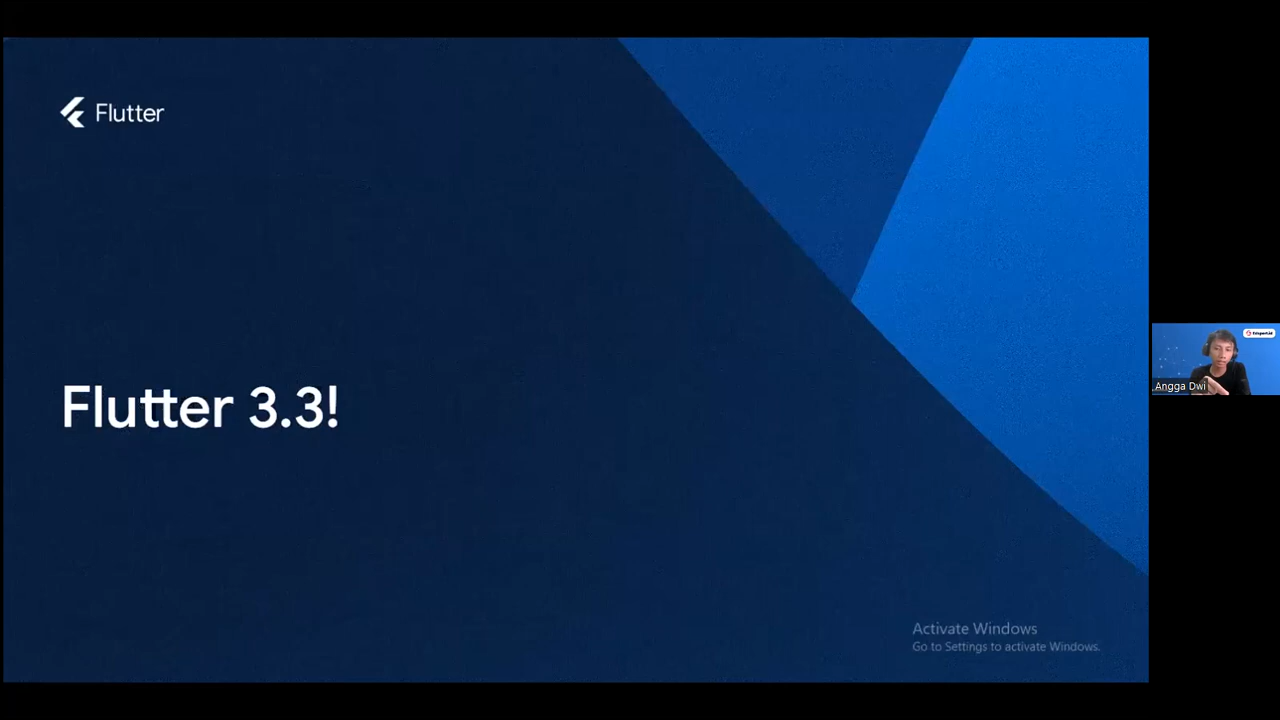 Flutter
Flutter 3.3!
Activate Windows
Go to Settings to activate Windows.
Angga Dwi